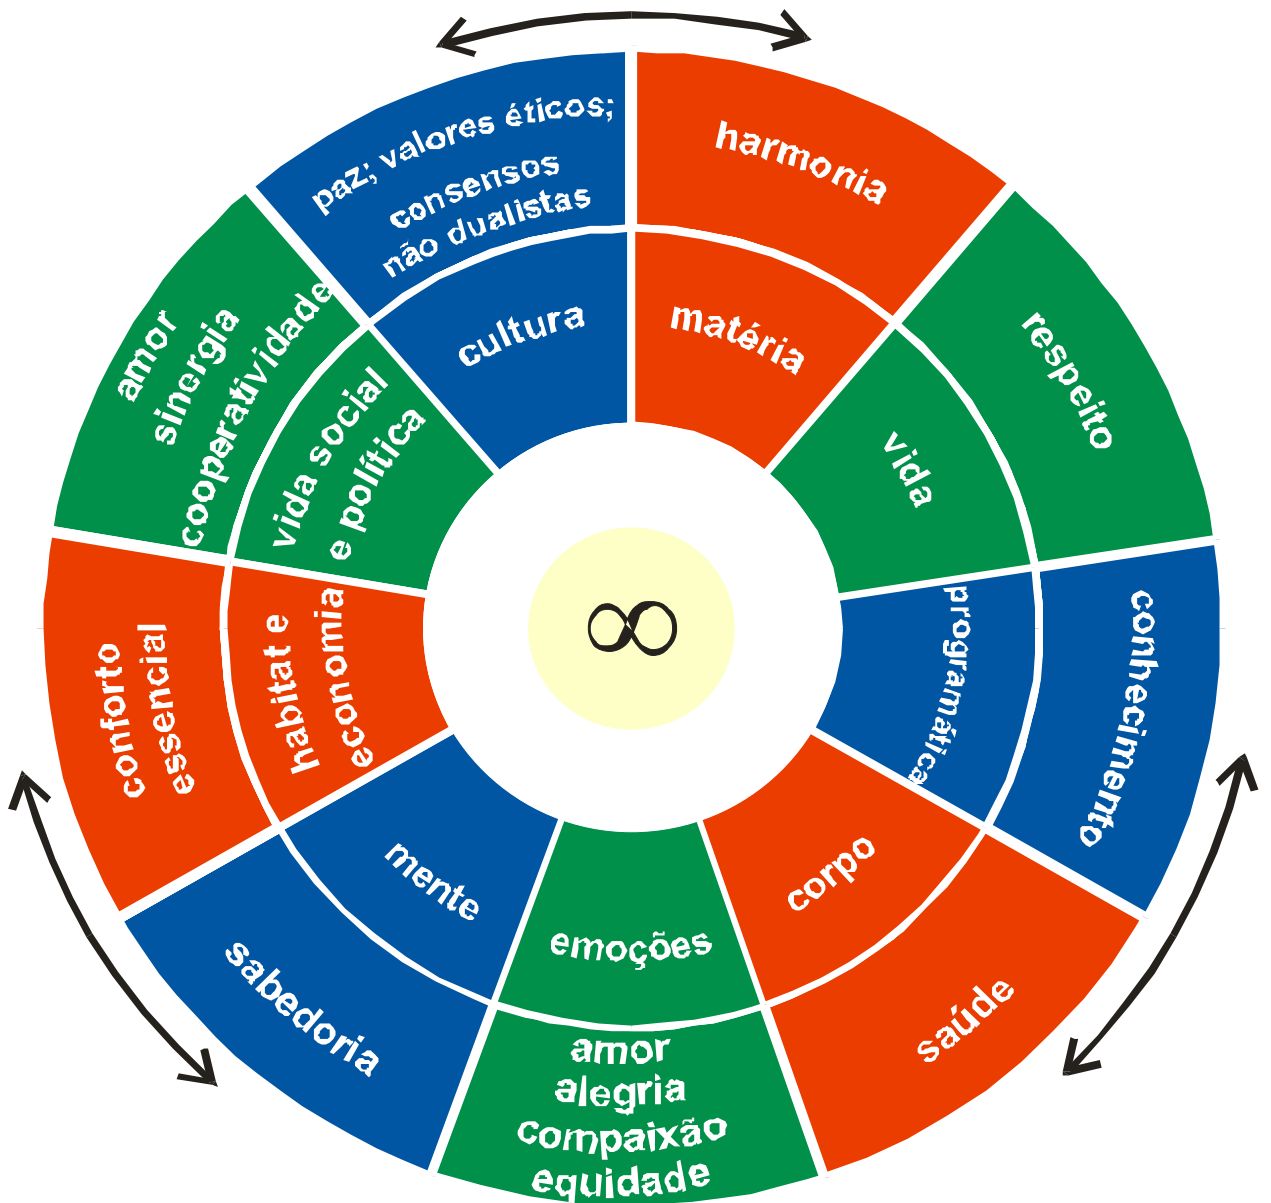 paz; valores éticos;
consensos
não dualistas
cultura
harmonia
matéria
respeito
vida
conhecimento
programática
saúde
corpo
emoções
amor
alegria
compaixão
equidade
mente
sabedoria
habitat e
economia
conforto
essencial
vida social
e política
amor
sinergia
cooperatividade
∞